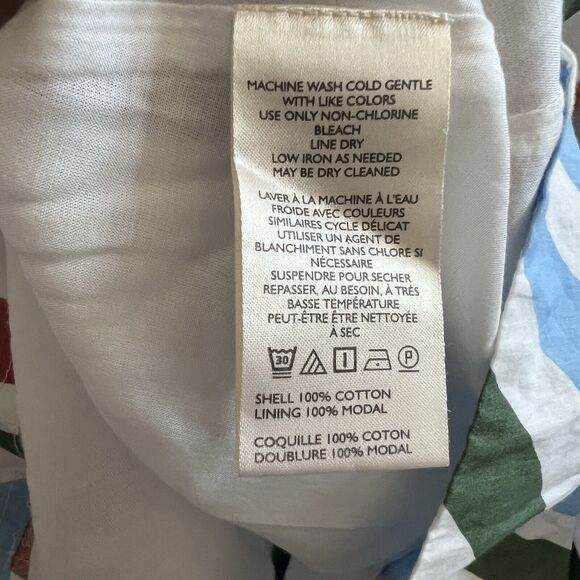 MACHINE WASH COLD GENTLE
WITH LIKE COLORS
USE ONLY NON-CHLORINE
BLEACH
LINE DRY
LOW IRON AS NEEDED
MAY BE DRY CLEANED
LAVER À LA MACHINE À L'EAU
FROIDE AVEC COULEURS
SIMILAIRES CYCLE DÉLICAT
UTILISER UN AGENT DE
BLANCHIMENT SANS CHLORE SI
NÉCESSAIRE
SUSPENDRE POUR SECHER
REPASSER, AU BESOIN, À TRÉS
BASSE TEMPÉRATURE
PEUT-ÊTRE ÊTRE NETTOYÉE
À SEC
30 P
SHELL 100% COTTON
LINING 100% MODAL
COQUILLE 100% COTON
DOUBLURE 100% MODAL